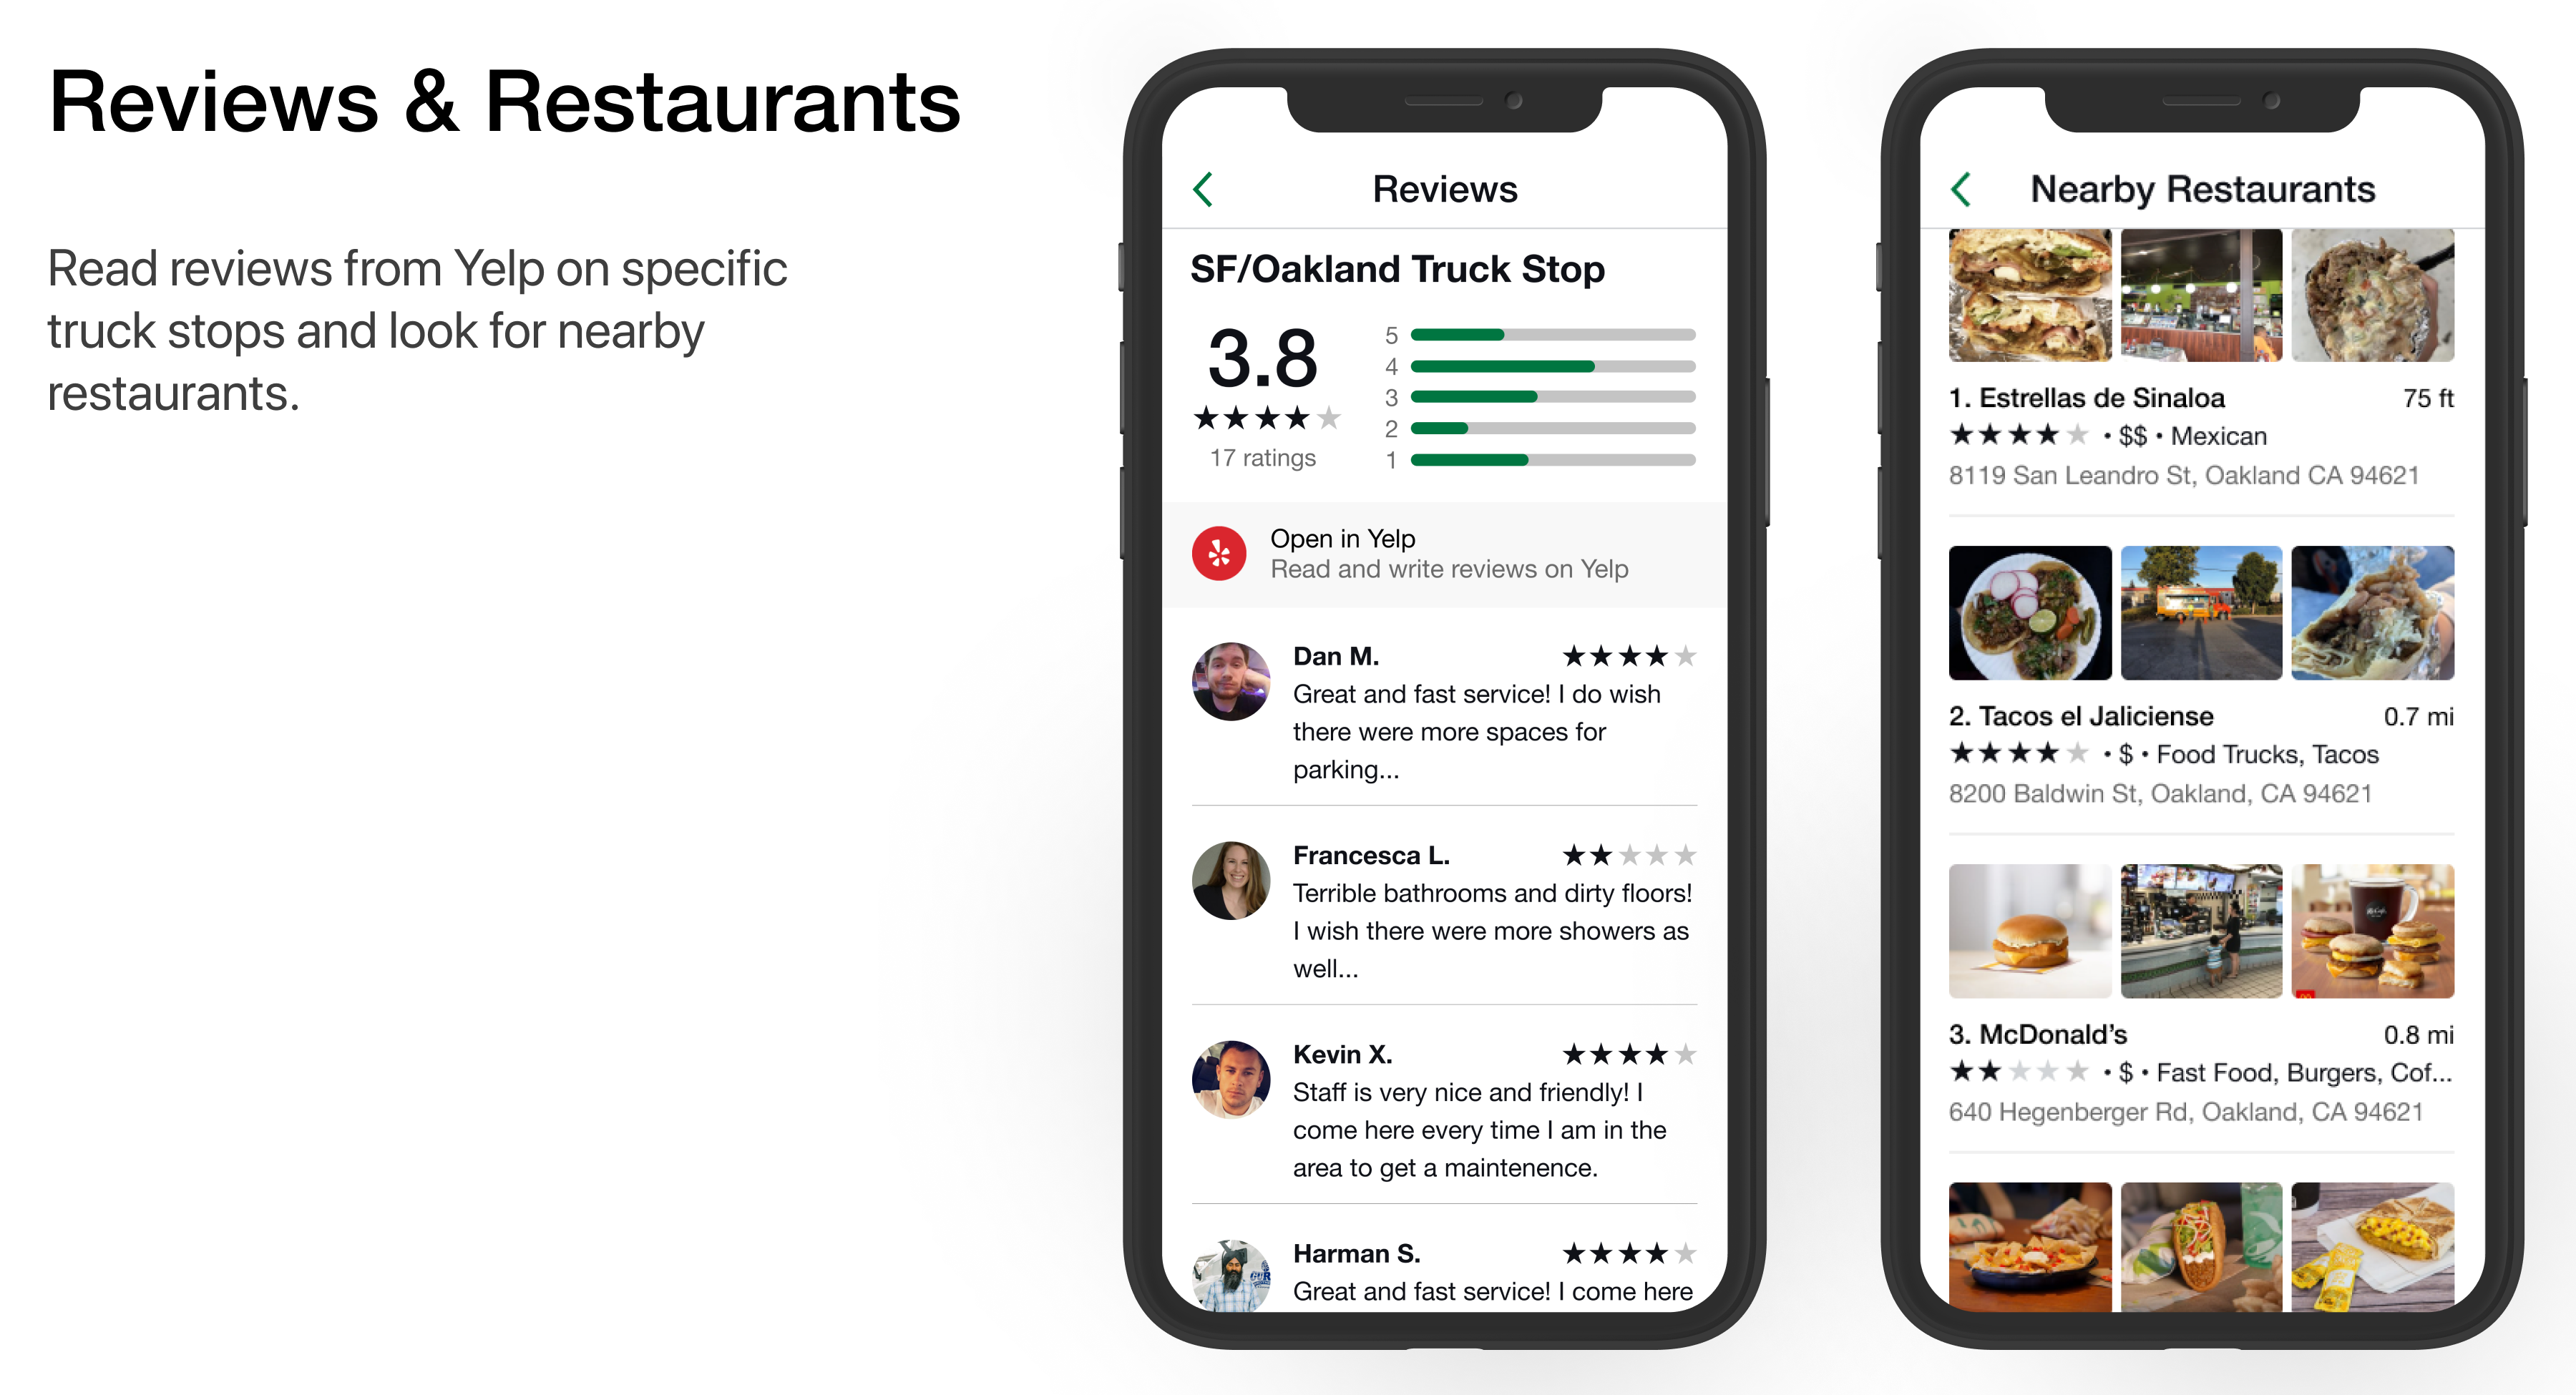 Reviews & Restaurants
Read reviews from Yelp on specific
truck stops and look for nearby
restaurants.
Reviews
SF/Oakland Truck Stop
3.8
17 ratings
5
4
3
2
1
Open in Yelp
Read and write reviews on Yelp
Dan M.
Great and fast service! I do wish
there were more spaces for
parking...
Francesca L.
Terrible bathrooms and dirty floors!
I wish there were more showers as
well...
Kevin X.
Staff is very nice and friendly! I
come here every time I am in the
area to get a maintenence.
Harman S.
Great and fast service! I come here
Nearby Restaurants
1. Estrellas de Sinaloa 75 ft
• $$ • Mexican
8119 San Leandro St, Oakland CA 94621
2. Tacos el Jaliciense 0.7 mi
• $ • Food Trucks, Tacos
8200 Baldwin St, Oakland, CA 94621
3. McDonald’s 0.8 mi
• $ • Fast Food, Burgers, Cof...
640 Hegenberger Rd, Oakland, CA 94621